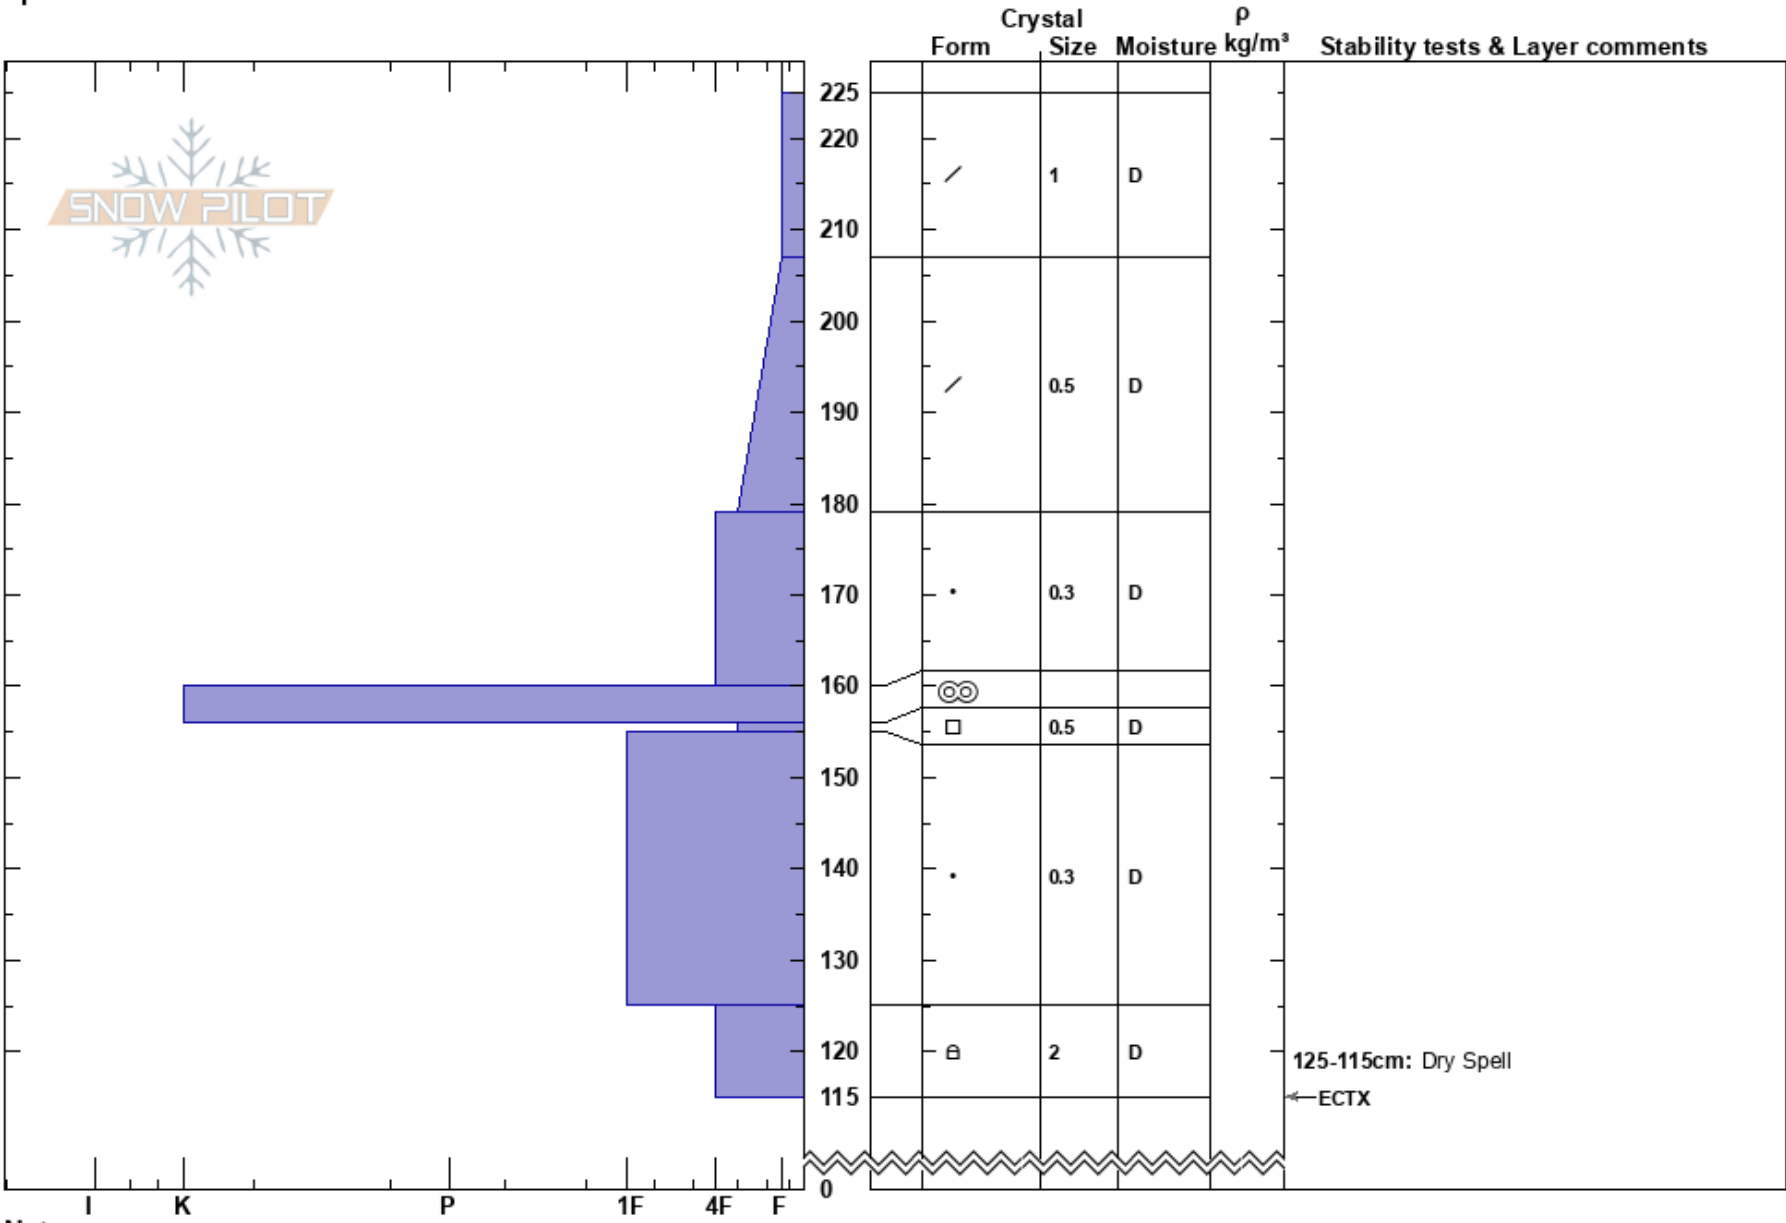 Crystal
ρ
Form Size Moisture kg/m³ Stability tests & Layer comments
225
220
1 D
SNOW PILOT
210
200
0.5 D
190
180
170 0.3 D
160
0.5 D
150
140 0.3 D
130
120 2 D
125-115cm: Dry Spell
115 ECTX
0
I K P 1F 4F F